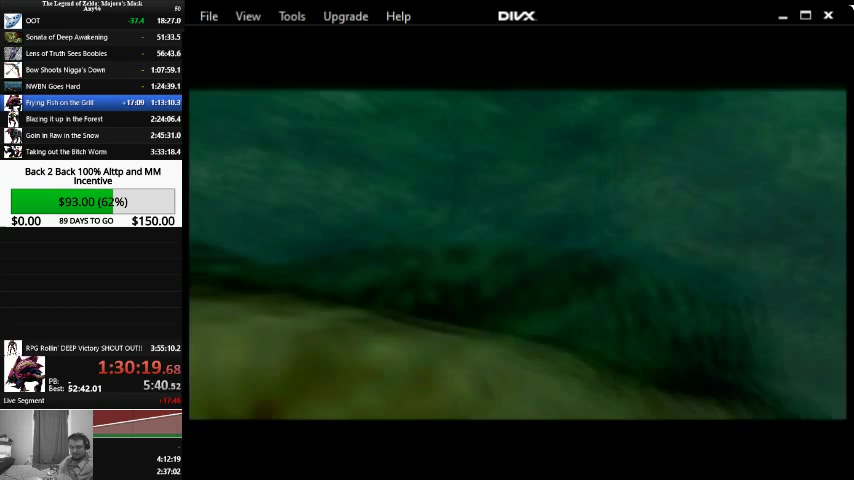 The Legend of Zelda: Majora's Mask
Any%
50
OOT -37.4 18:27.0
Sonata of Deep Awakening - 51:33.5
Lens of Truth Sees Boobies - 56:43.6
Bow Shoots Nigga's Down - 1:07:59.1
NWBN Goes Hard - 1:24:39.1
Frying Fish on the Grill +17:09 1:13:10.3
Blazing it up in the Forest 2:24:06.4
Goin in Raw in the Snow 2:45:31.0
Taking out the Bitch Worm 3:33:18.4
Back 2 Back 100% Alttp and MM
Incentive
$93.00 (62%)
$0.00 89 DAYS TO GO $150.00
RPG Rollin' DEEP Victory SHOUT OUT!! 3:55:10.2
1:30:19.68
PB: -
Best: 52:42.01
5:40.52
Live Segment +17:46
-
4:12:19
2:37:02
File View Tools Upgrade Help
DIVX